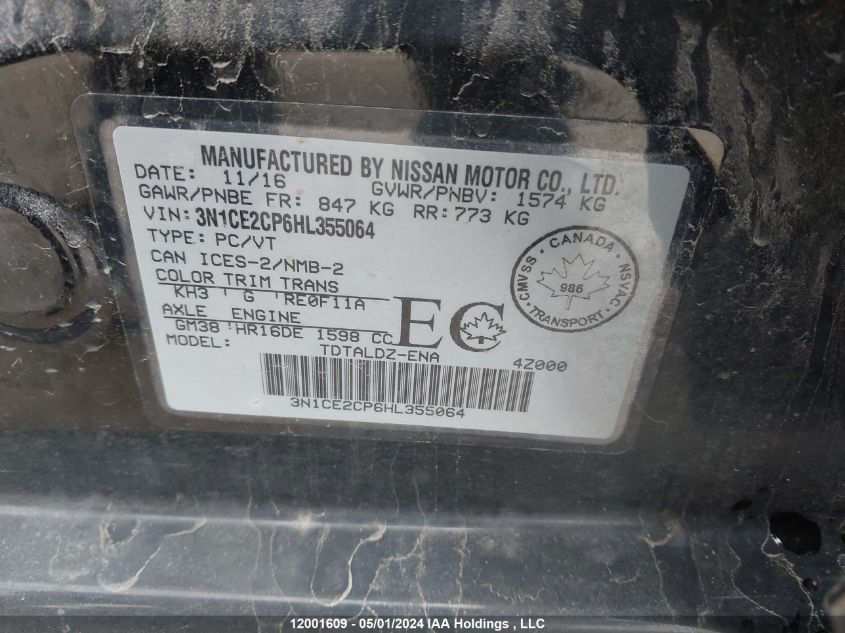 MANUFACTURED BY NISSAN MOTOR CO., LTD.
DATE: 11/16 GVWR/PNBV: 1574 KG
GAWR/PNBE FR: 847 KG RR: 773 KG
VIN: 3N1CE2CP6HL355064
TYPE: PC/VT
CAN ICES-2/NMB-2
COLOR TRIM TRANS
KH3 G RE0F11A
AXLE ENGINE
GM38 HR16DE 1598 CC
MODEL: TDTALDZ-ENA
EC
4Z000
3N1CE2CP6HL355064
CANADA
CMVSS NSVAC
986
TRANSPORT
12001609 - 05/01/2024 IAA Holdings , LLC